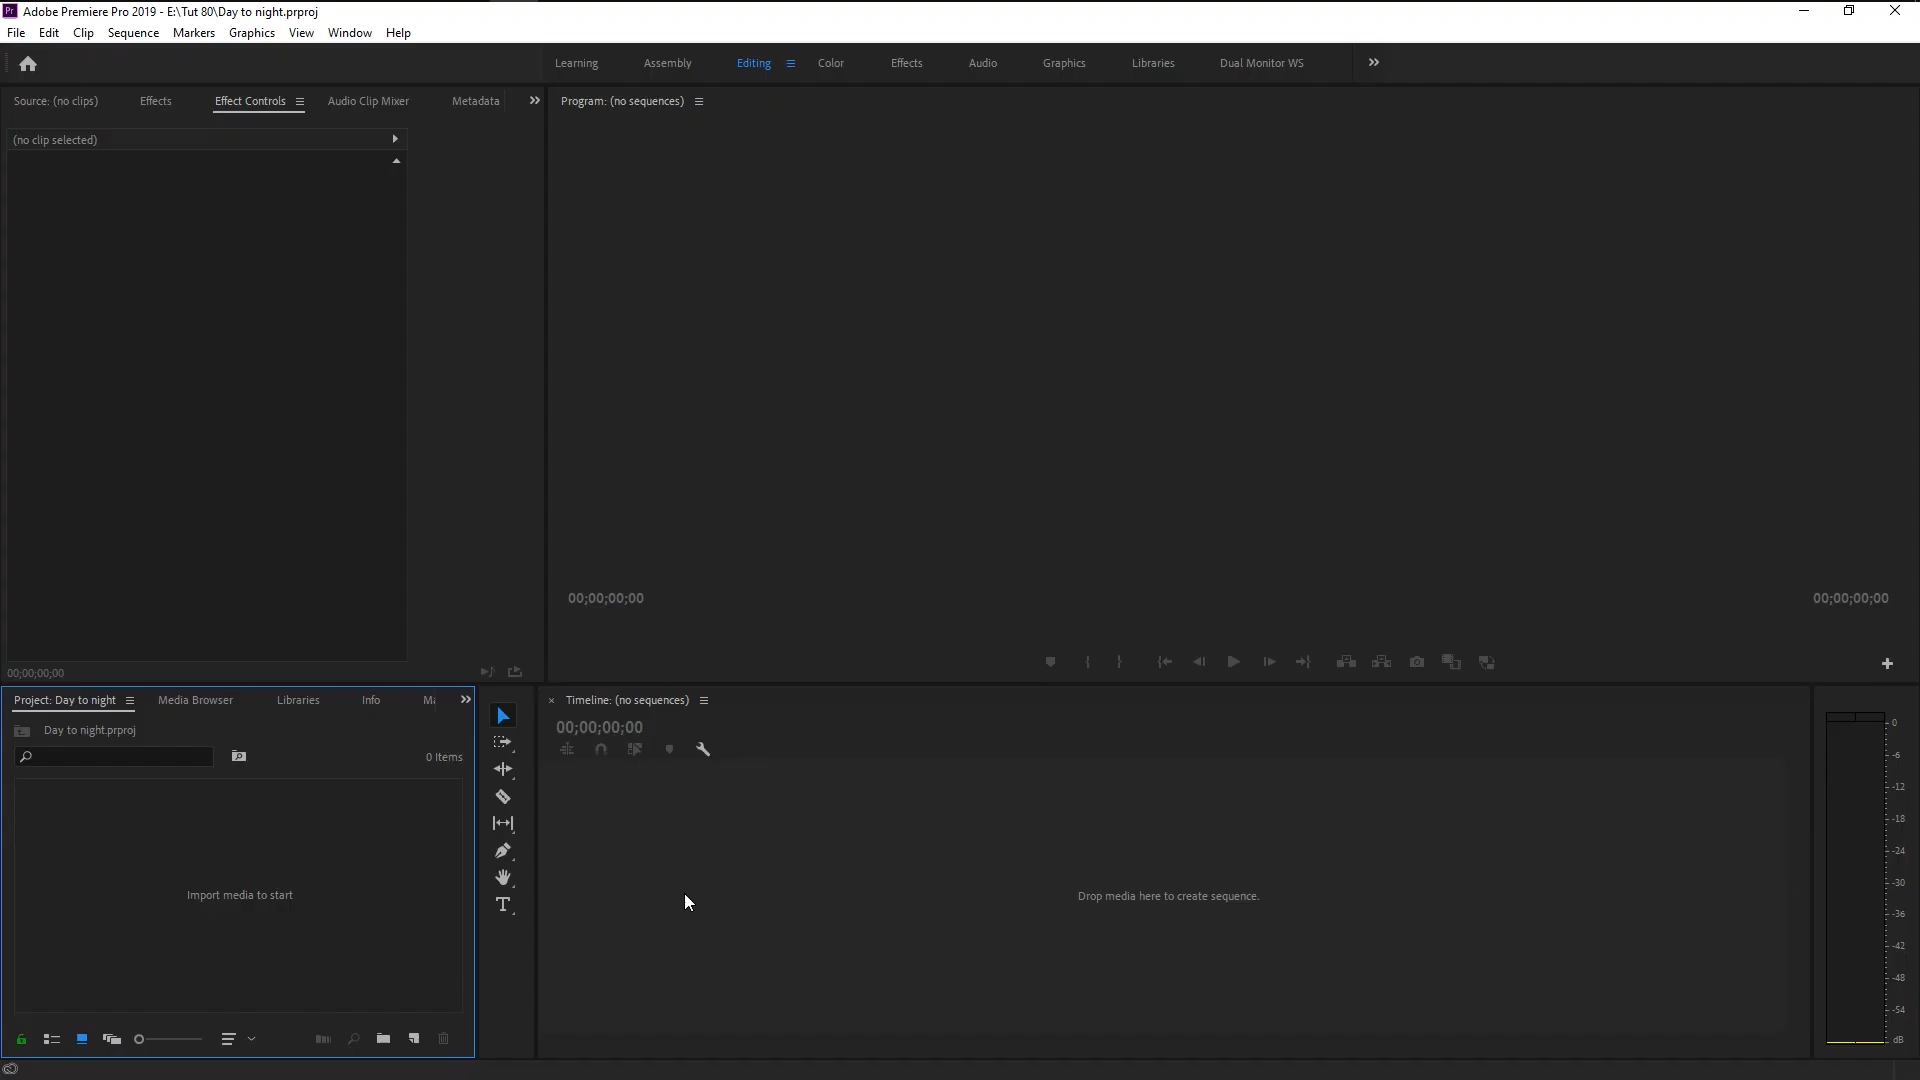 Pr Adobe Premiere Pro 2019 - E:\Tut 80\Day to night.prproj
File Edit Clip Sequence Markers Graphics View Window Help
Learning Assembly Editing Color Effects Audio Graphics Libraries Dual Monitor WS
Source: (no clips) Effects Effect Controls Audio Clip Mixer Metadata
Program: (no sequences)
(no clip selected)
00;00;00;00
00;00;00;00
00;00;00;00
Project: Day to night Media Browser Libraries Info Ma
Day to night.prproj
0 Items
Import media to start
Timeline: (no sequences)
00;00;00;00
Drop media here to create sequence.
0
-6
-12
-18
-24
-30
-36
-42
-48
-54
dB